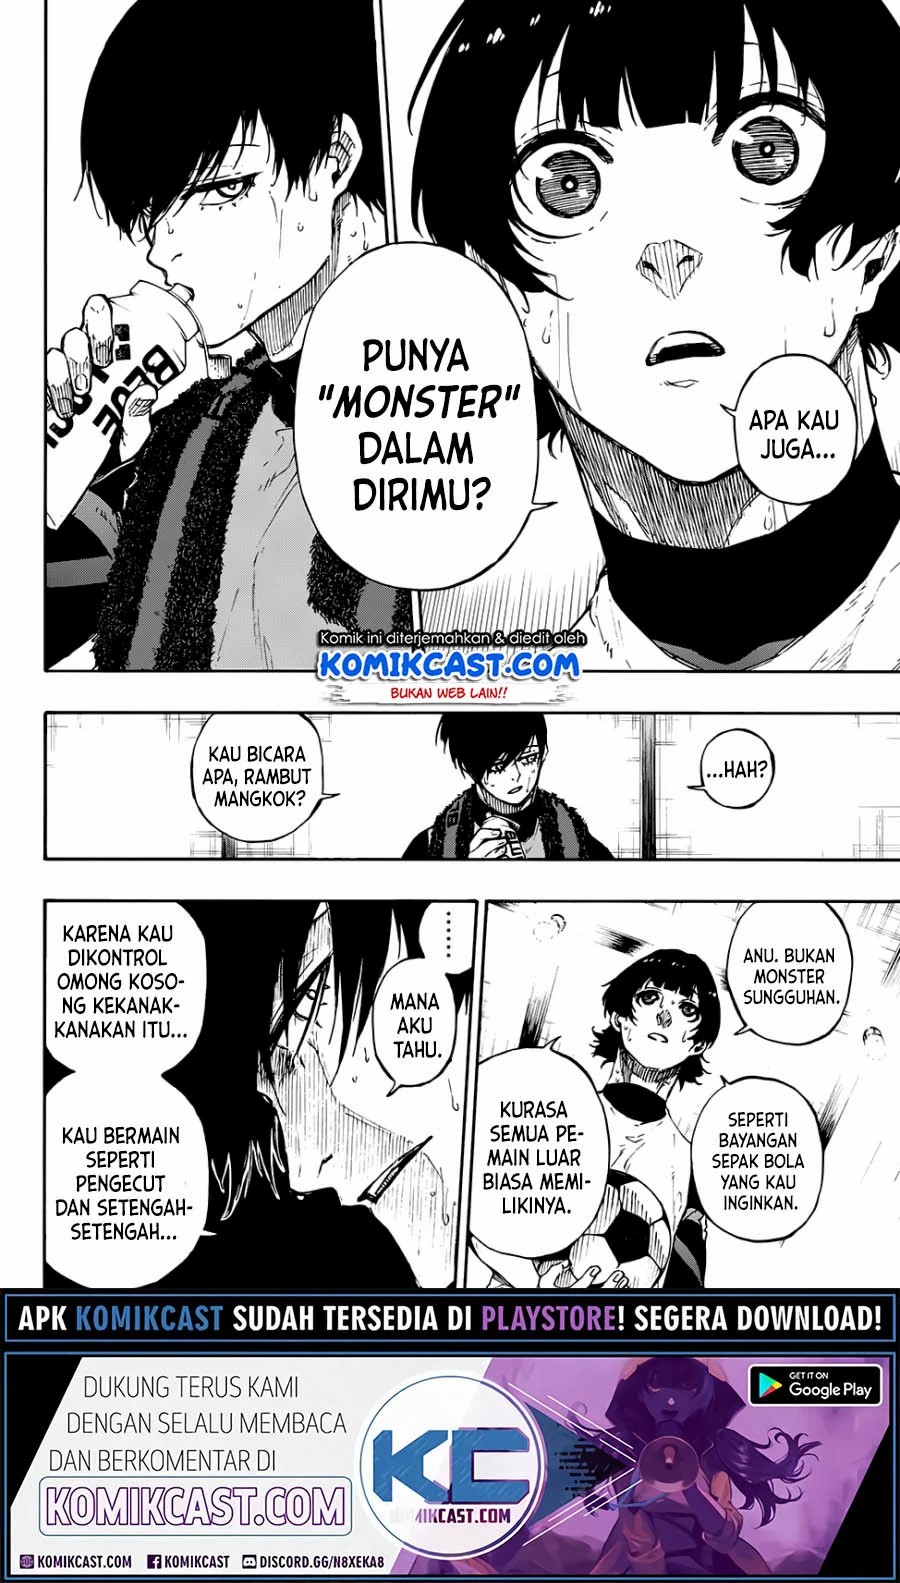 APA KAU
JUGA...
PUNYA
"MONSTER"
DALAM
DIRIMU?
BLUE
LOCK
Komik ini diterjemahkan & diedit oleh
KOMIKCAST.COM
BUKAN WEB LAIN!!
...HAH?
KAU BICARA
APA, RAMBUT
MANGKOK?
ANU. BUKAN
MONSTER
SUNGGUHAN.
SEPERTI
BAYANGAN
SEPAK BOLA
YANG KAU
INGINKAN.
KURASA
SEMUA PE-
MAIN LUAR
BIASA MEMI-
LIKINYA.
........
MANA
AKU
TAHU.
KARENA KAU
DIKONTROL
OMONG KOSO-
NG KEKANAK-
KANAKAN ITU...
KAU BERMAIN
SEPERTI
PENGECUT
DAN SETENGAH-
SETENGAH...
APK KOMIKCAST SUDAH TERSEDIA DI PLAYSTORE! SEGERA DOWNLOAD!
DUKUNG TERUS KAMI
DENGAN SELALU MEMBACA
DAN BERKOMENTAR DI
KOMIKCAST.COM
KC
KOMIKCAST.COM
GET IT ON
Google Play
KOMIKCAST.COM KOMIKCAST DISCORD.GG/N8XEKA8